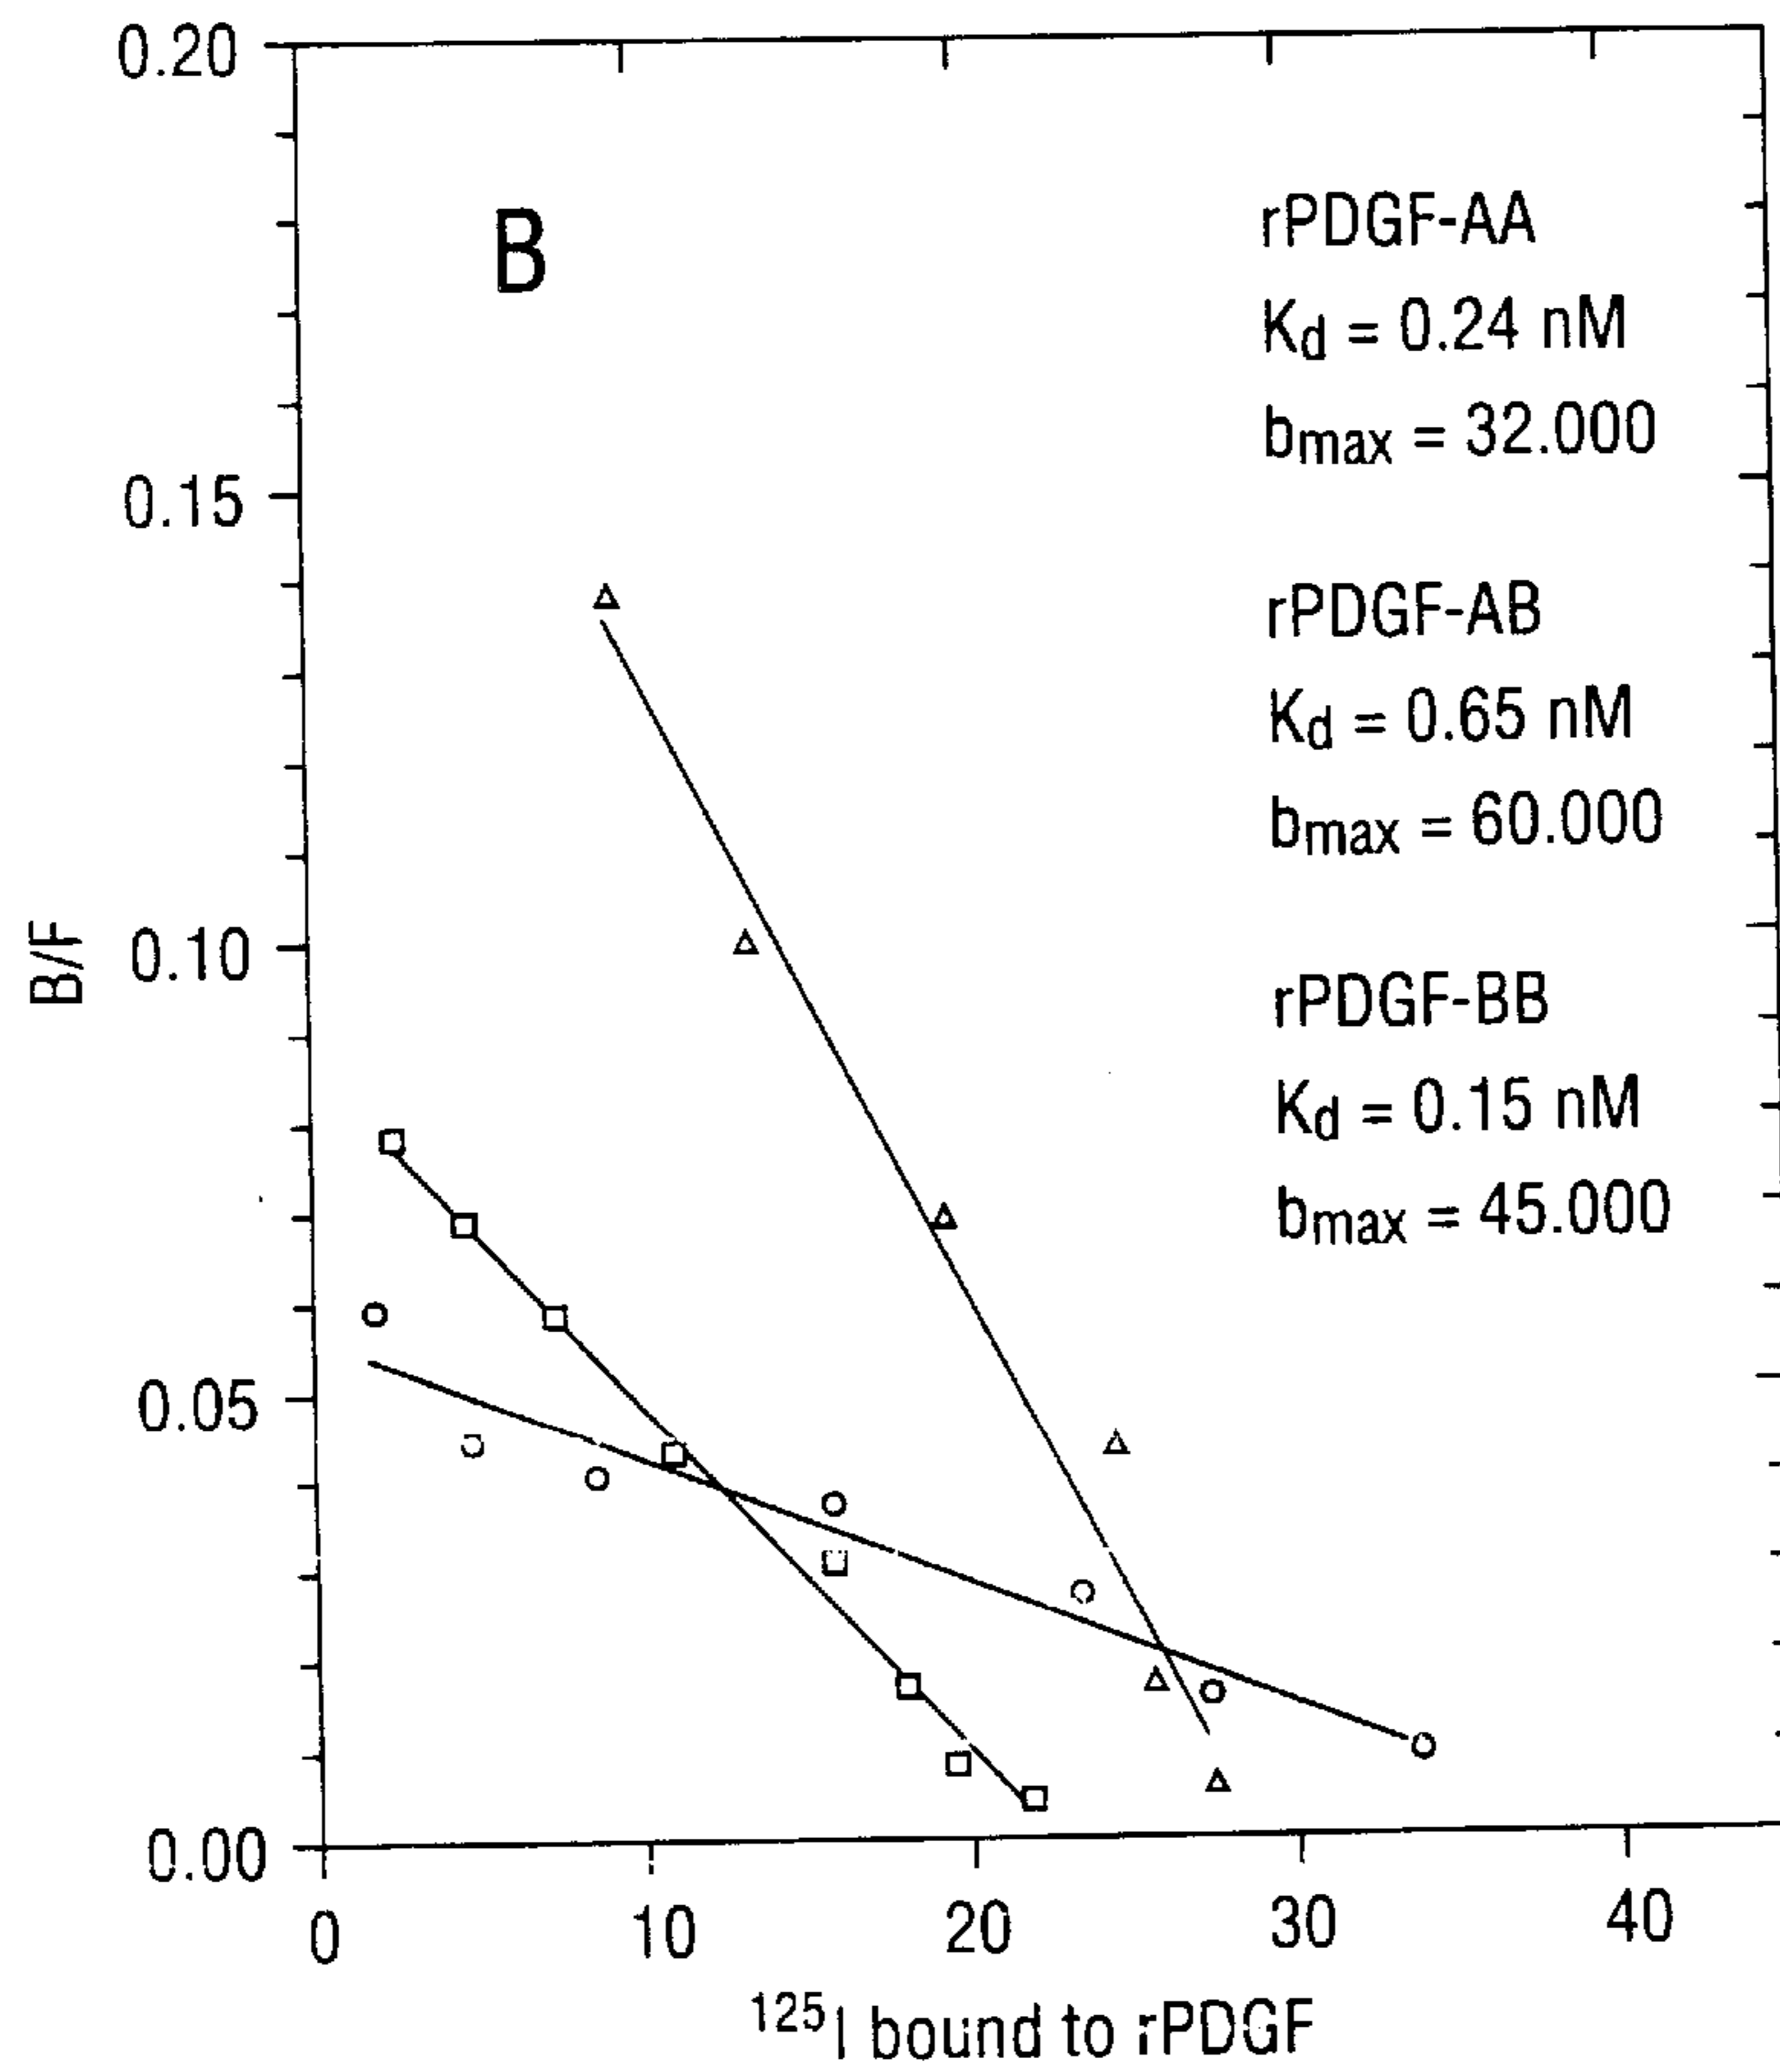 0.20
B
rPDGF-AA
Kd = 0.24 nM
bmax = 32.000
0.15
rPDGF-AB
Kd = 0.65 nM
bmax = 60.000
B/F
0.10
rPDGF-BB
Kd = 0.15 nM
bmax = 45.000
0.05
0.00
0 10 20 30 40
125I bound to rPDGF